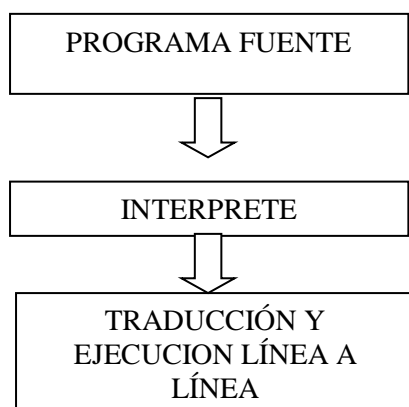 PROGRAMA FUENTE
INTERPRETE
TRADUCCIÓN Y
EJECUCION LÍNEA A
LÍNEA